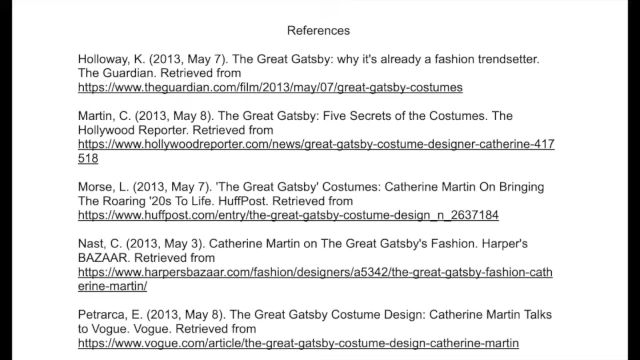 References
Holloway, K. (2013, May 7). The Great Gatsby: why it's already a fashion trendsetter.
The Guardian. Retrieved from
https://www.theguardian.com/film/2013/may/07/great-gatsby-costumes
Martin, C. (2013, May 8). The Great Gatsby: Five Secrets of the Costumes. The
Hollywood Reporter. Retrieved from
https://www.hollywoodreporter.com/news/great-gatsby-costume-designer-catherine-417
518
Morse, L. (2013, May 7). 'The Great Gatsby' Costumes: Catherine Martin On Bringing
The Roaring '20s To Life. HuffPost. Retrieved from
https://www.huffpost.com/entry/the-great-gatsby-costume-design_n_2637184
Nast, C. (2013, May 3). Catherine Martin on The Great Gatsby's Fashion. Harper's
BAZAAR. Retrieved from
https://www.harpersbazaar.com/fashion/designers/a5342/the-great-gatsby-fashion-cath
erine-martin/
Petrarca, E. (2013, May 8). The Great Gatsby Costume Design: Catherine Martin Talks
to Vogue. Vogue. Retrieved from
https://www.vogue.com/article/the-great-gatsby-costume-design-catherine-martin